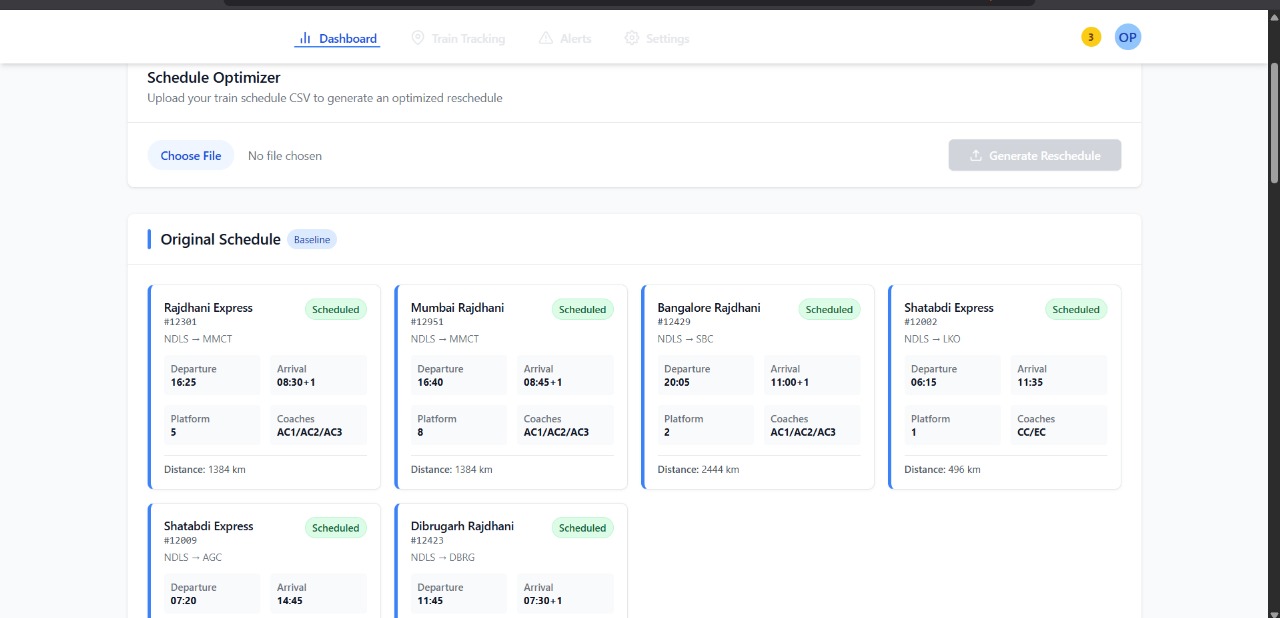 Dashboard Train Tracking Alerts Settings 3 OP
Schedule Optimizer
Upload your train schedule CSV to generate an optimized reschedule
Choose File No file chosen Generate Reschedule
Original Schedule Baseline
Rajdhani Express Scheduled
#12301
NDLS → MMCT
Departure Arrival
16:25 08:30+1
Platform Coaches
5 AC1/AC2/AC3
Distance: 1384 km
Mumbai Rajdhani Scheduled
#12951
NDLS → MMCT
Departure Arrival
16:40 08:45+1
Platform Coaches
8 AC1/AC2/AC3
Distance: 1384 km
Bangalore Rajdhani Scheduled
#12429
NDLS → SBC
Departure Arrival
20:05 11:00+1
Platform Coaches
2 AC1/AC2/AC3
Distance: 2444 km
Shatabdi Express Scheduled
#12002
NDLS → LKO
Departure Arrival
06:15 11:35
Platform Coaches
1 CC/EC
Distance: 496 km
Shatabdi Express Scheduled
#12009
NDLS → AGC
Departure Arrival
07:20 14:45
Dibrugarh Rajdhani Scheduled
#12423
NDLS → DBRG
Departure Arrival
11:45 07:30+1